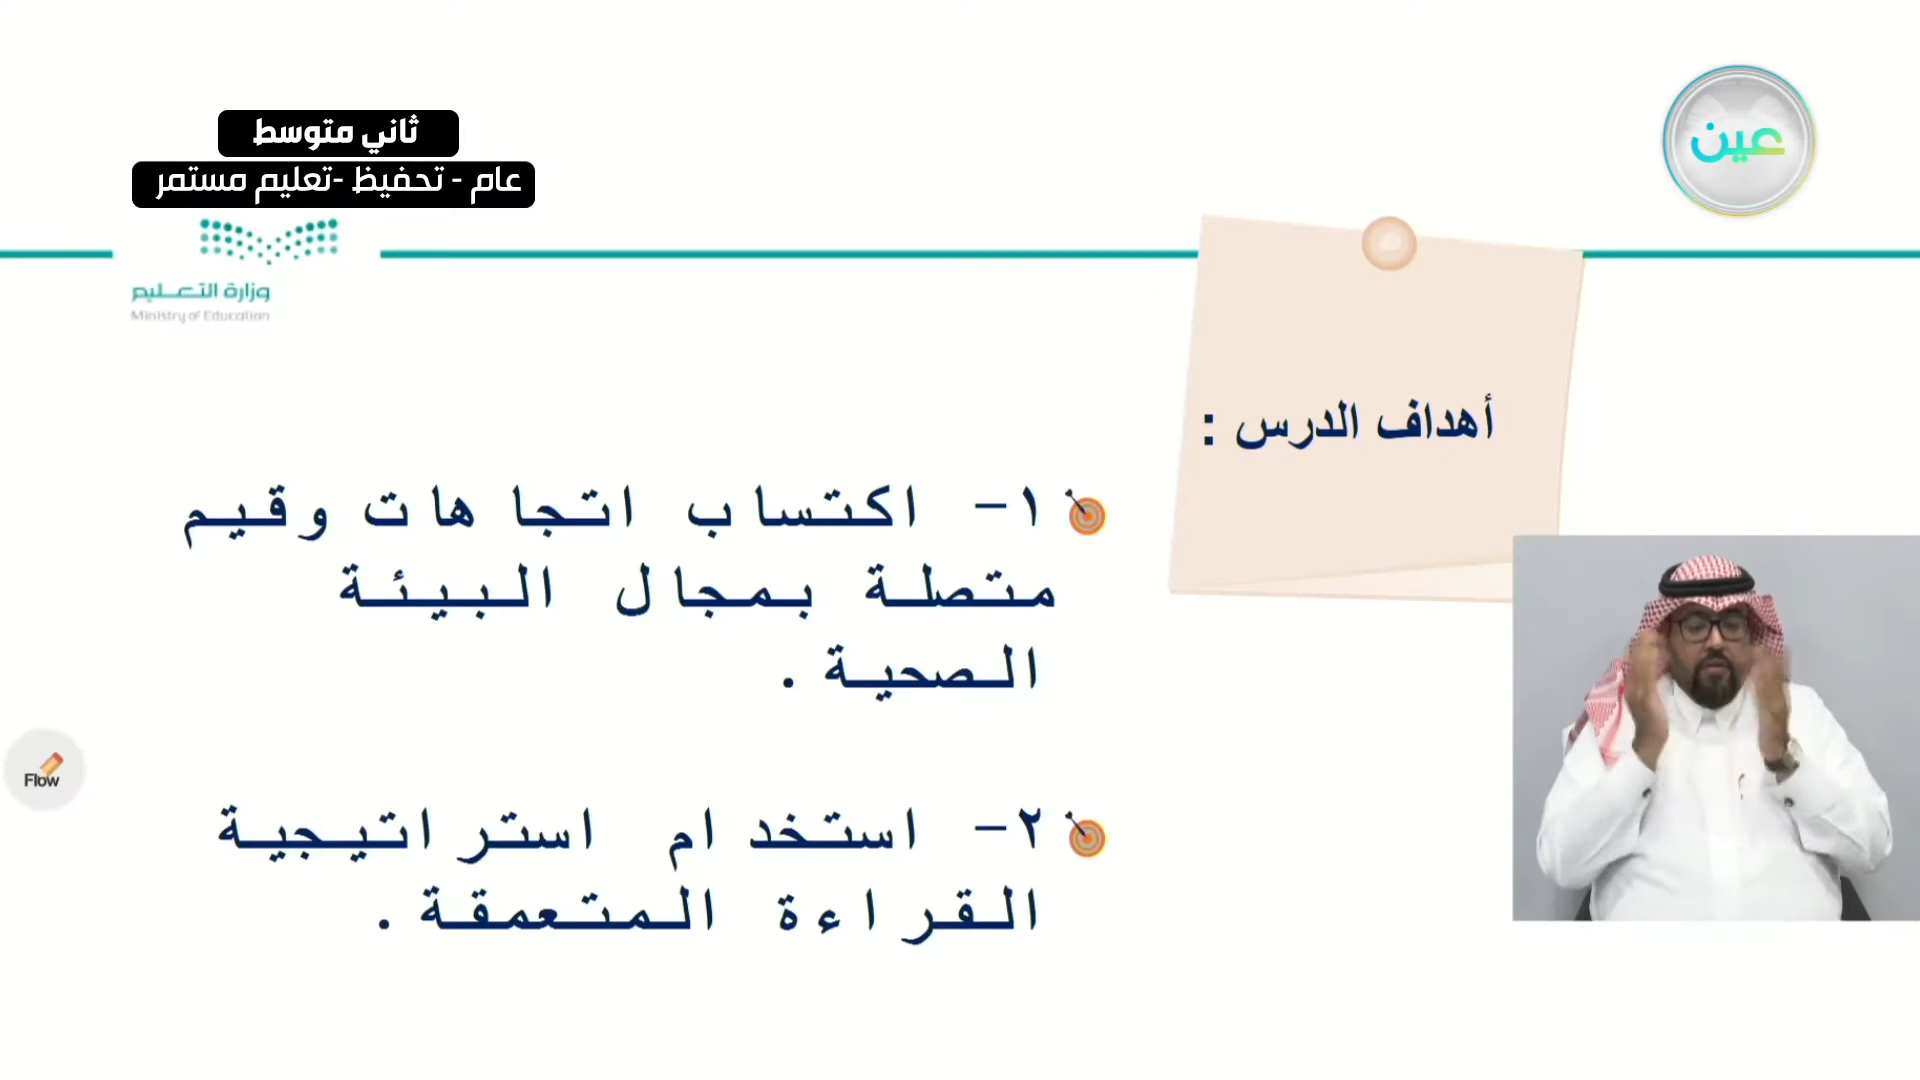 عين
ثاني متوسط
عام - تحفيظ -تعليم مستمر
وزارة التعليم
Ministry of Education
أهداف الدرس :
١- اكتساب اتجاهات وقيم
متصلة بمجال البيئة
الصحية .
٢- استخدام استراتيجية
القراءة المتعمقة .
Flow